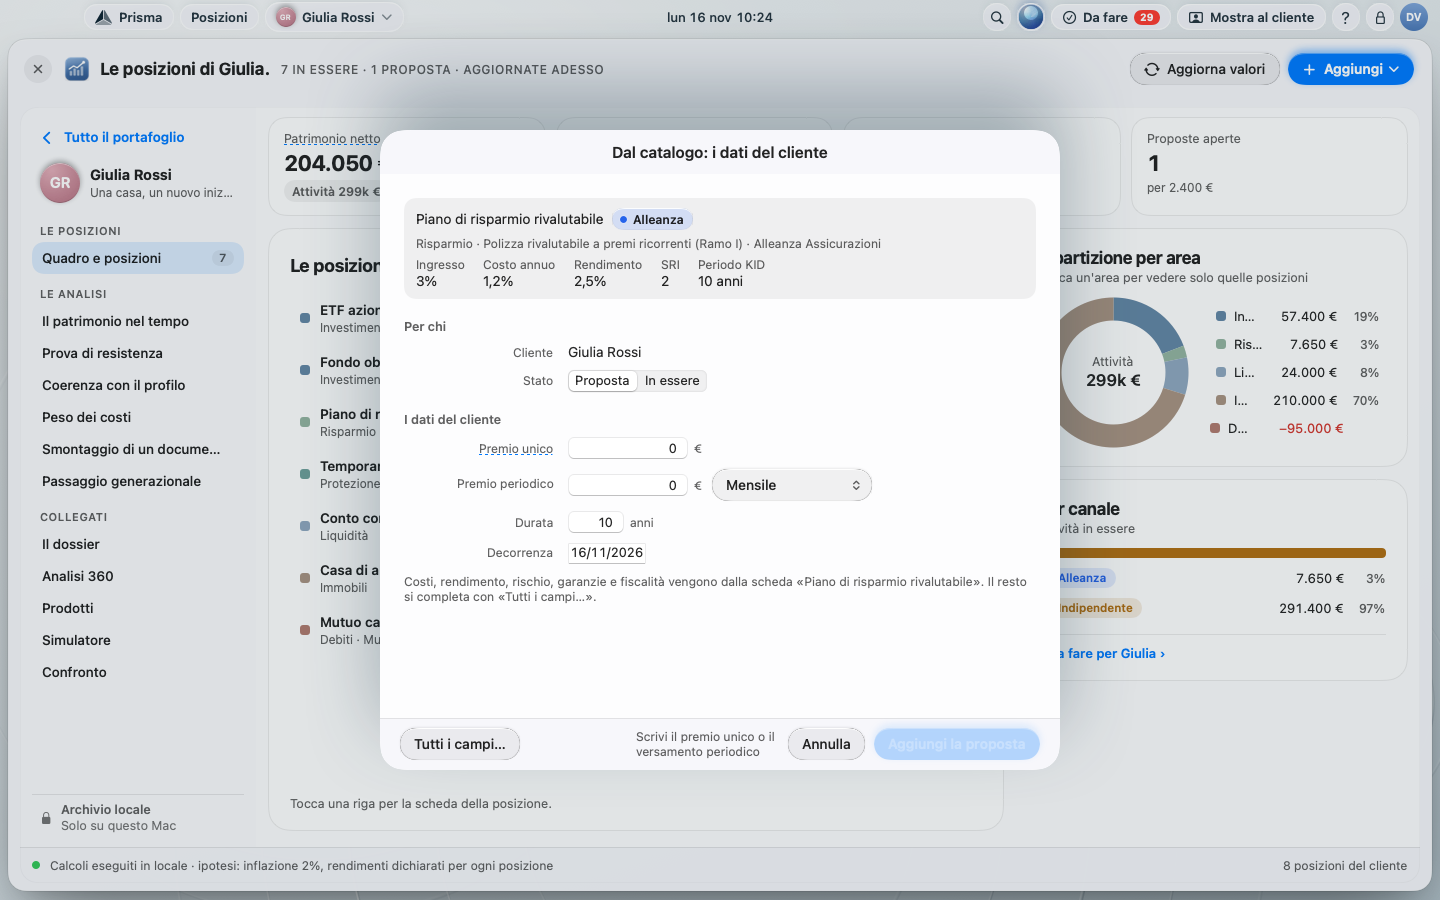 Prisma
Posizioni
GR Giulia Rossi
lun 16 nov 10:24
Da fare 29
Mostra al cliente
?
DV
Le posizioni di Giulia. 7 IN ESSERE · 1 PROPOSTA · AGGIORNATE ADESSO
Aggiorna valori
+ Aggiungi
Tutto il portafoglio
GR
Giulia Rossi
Una casa, un nuovo iniz...
LE POSIZIONI
Quadro e posizioni 7
LE ANALISI
Il patrimonio nel tempo
Prova di resistenza
Coerenza con il profilo
Peso dei costi
Smontaggio di un docume...
Passaggio generazionale
COLLEGATI
Il dossier
Analisi 360
Prodotti
Simulatore
Confronto
Archivio locale
Solo su questo Mac
Patrimonio netto
204.050
Attività 299k €
Proposte aperte
1
per 2.400 €
Le posizion
ETF azion
Investimen
Fondo ob
Investimen
Piano di r
Risparmio
Temporar
Protezione
Conto cor
Liquidità
Casa di a
Immobili
Mutuo ca
Debiti · Mu
Tocca una riga per la scheda della posizione.
partizione per area
ca un'area per vedere solo quelle posizioni
Attività
299k €
In... 57.400 € 19%
Ris... 7.650 € 3%
Li... 24.000 € 8%
I... 210.000 € 70%
D... −95.000 €
r canale
vità in essere
Alleanza 7.650 € 3%
ndipendente 291.400 € 97%
a fare per Giulia ›
Dal catalogo: i dati del cliente
Piano di risparmio rivalutabile Alleanza
Risparmio · Polizza rivalutabile a premi ricorrenti (Ramo I) · Alleanza Assicurazioni
Ingresso Costo annuo Rendimento SRI Periodo KID
3% 1,2% 2,5% 2 10 anni
Per chi
Cliente Giulia Rossi
Stato Proposta In essere
I dati del cliente
Premio unico 0 €
Premio periodico 0 € Mensile
Durata 10 anni
Decorrenza 16/11/2026
Costi, rendimento, rischio, garanzie e fiscalità vengono dalla scheda «Piano di risparmio rivalutabile». Il resto
si completa con «Tutti i campi...».
Tutti i campi...
Scrivi il premio unico o il
versamento periodico
Annulla
Aggiungi la proposta
Calcoli eseguiti in locale · ipotesi: inflazione 2%, rendimenti dichiarati per ogni posizione
8 posizioni del cliente